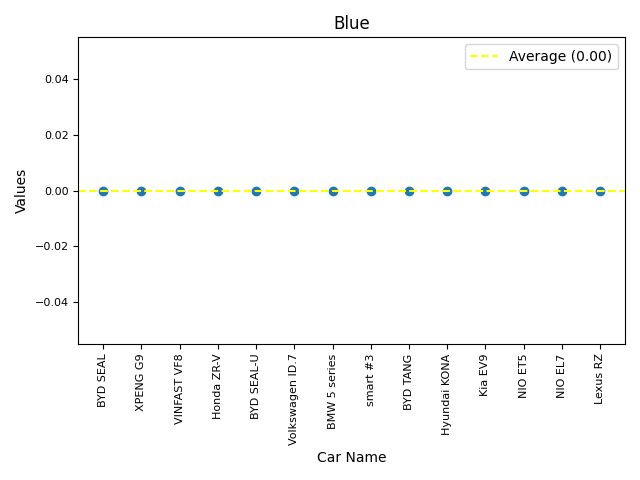 Blue
Average (0.00)
Values
0.04
0.02
0.00
−0.02
−0.04
BYD SEAL
XPENG G9
VINFAST VF8
Honda ZR-V
BYD SEAL-U
Volkswagen ID.7
BMW 5 series
smart #3
BYD TANG
Hyundai KONA
Kia EV9
NIO ET5
NIO EL7
Lexus RZ
Car Name